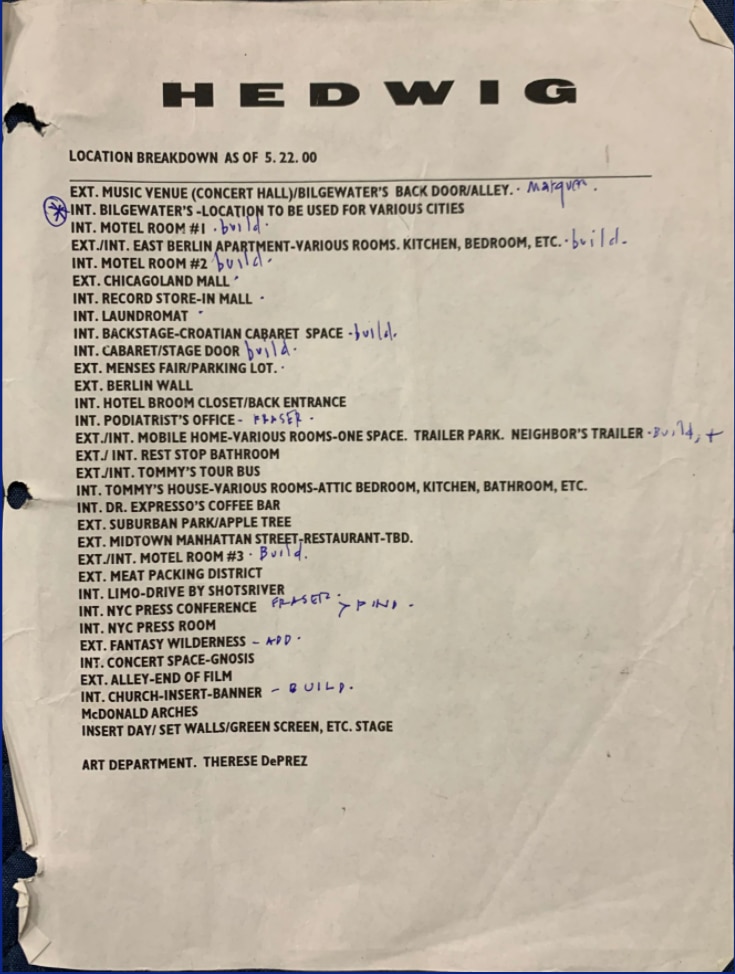 HEDWIG
LOCATION BREAKDOWN AS OF 5. 22. 00
EXT. MUSIC VENUE (CONCERT HALL)/BILGEWATER'S BACK DOOR/ALLEY. - Marquee.
INT. BILGEWATER'S -LOCATION TO BE USED FOR VARIOUS CITIES
INT. MOTEL ROOM #1 - build.
EXT./INT. EAST BERLIN APARTMENT-VARIOUS ROOMS. KITCHEN, BEDROOM, ETC. - build.
INT. MOTEL ROOM #2 build.
EXT. CHICAGOLAND MALL
INT. RECORD STORE-IN MALL
INT. LAUNDROMAT
INT. BACKSTAGE-CROATIAN CABARET SPACE - build.
INT. CABARET/STAGE DOOR build.
EXT. MENSES FAIR/PARKING LOT.
EXT. BERLIN WALL
INT. HOTEL BROOM CLOSET/BACK ENTRANCE
INT. PODIATRIST'S OFFICE - FRASER -
EXT./INT. MOBILE HOME-VARIOUS ROOMS-ONE SPACE. TRAILER PARK. NEIGHBOR'S TRAILER - Build, +
EXT./ INT. REST STOP BATHROOM
EXT./INT. TOMMY'S TOUR BUS
INT. TOMMY'S HOUSE-VARIOUS ROOMS-ATTIC BEDROOM, KITCHEN, BATHROOM, ETC.
INT. DR. EXPRESSO'S COFFEE BAR
EXT. SUBURBAN PARK/APPLE TREE
EXT. MIDTOWN MANHATTAN STREET-RESTAURANT-TBD.
EXT./INT. MOTEL ROOM #3 - Build.
EXT. MEAT PACKING DISTRICT
INT. LIMO-DRIVE BY SHOTSRIVER
INT. NYC PRESS CONFERENCE FRASER. > FIND -
INT. NYC PRESS ROOM
EXT. FANTASY WILDERNESS - ADD.
INT. CONCERT SPACE-GNOSIS
EXT. ALLEY-END OF FILM
INT. CHURCH-INSERT-BANNER - BUILD.
McDONALD ARCHES
INSERT DAY/ SET WALLS/GREEN SCREEN, ETC. STAGE
ART DEPARTMENT. THERESE DePREZ